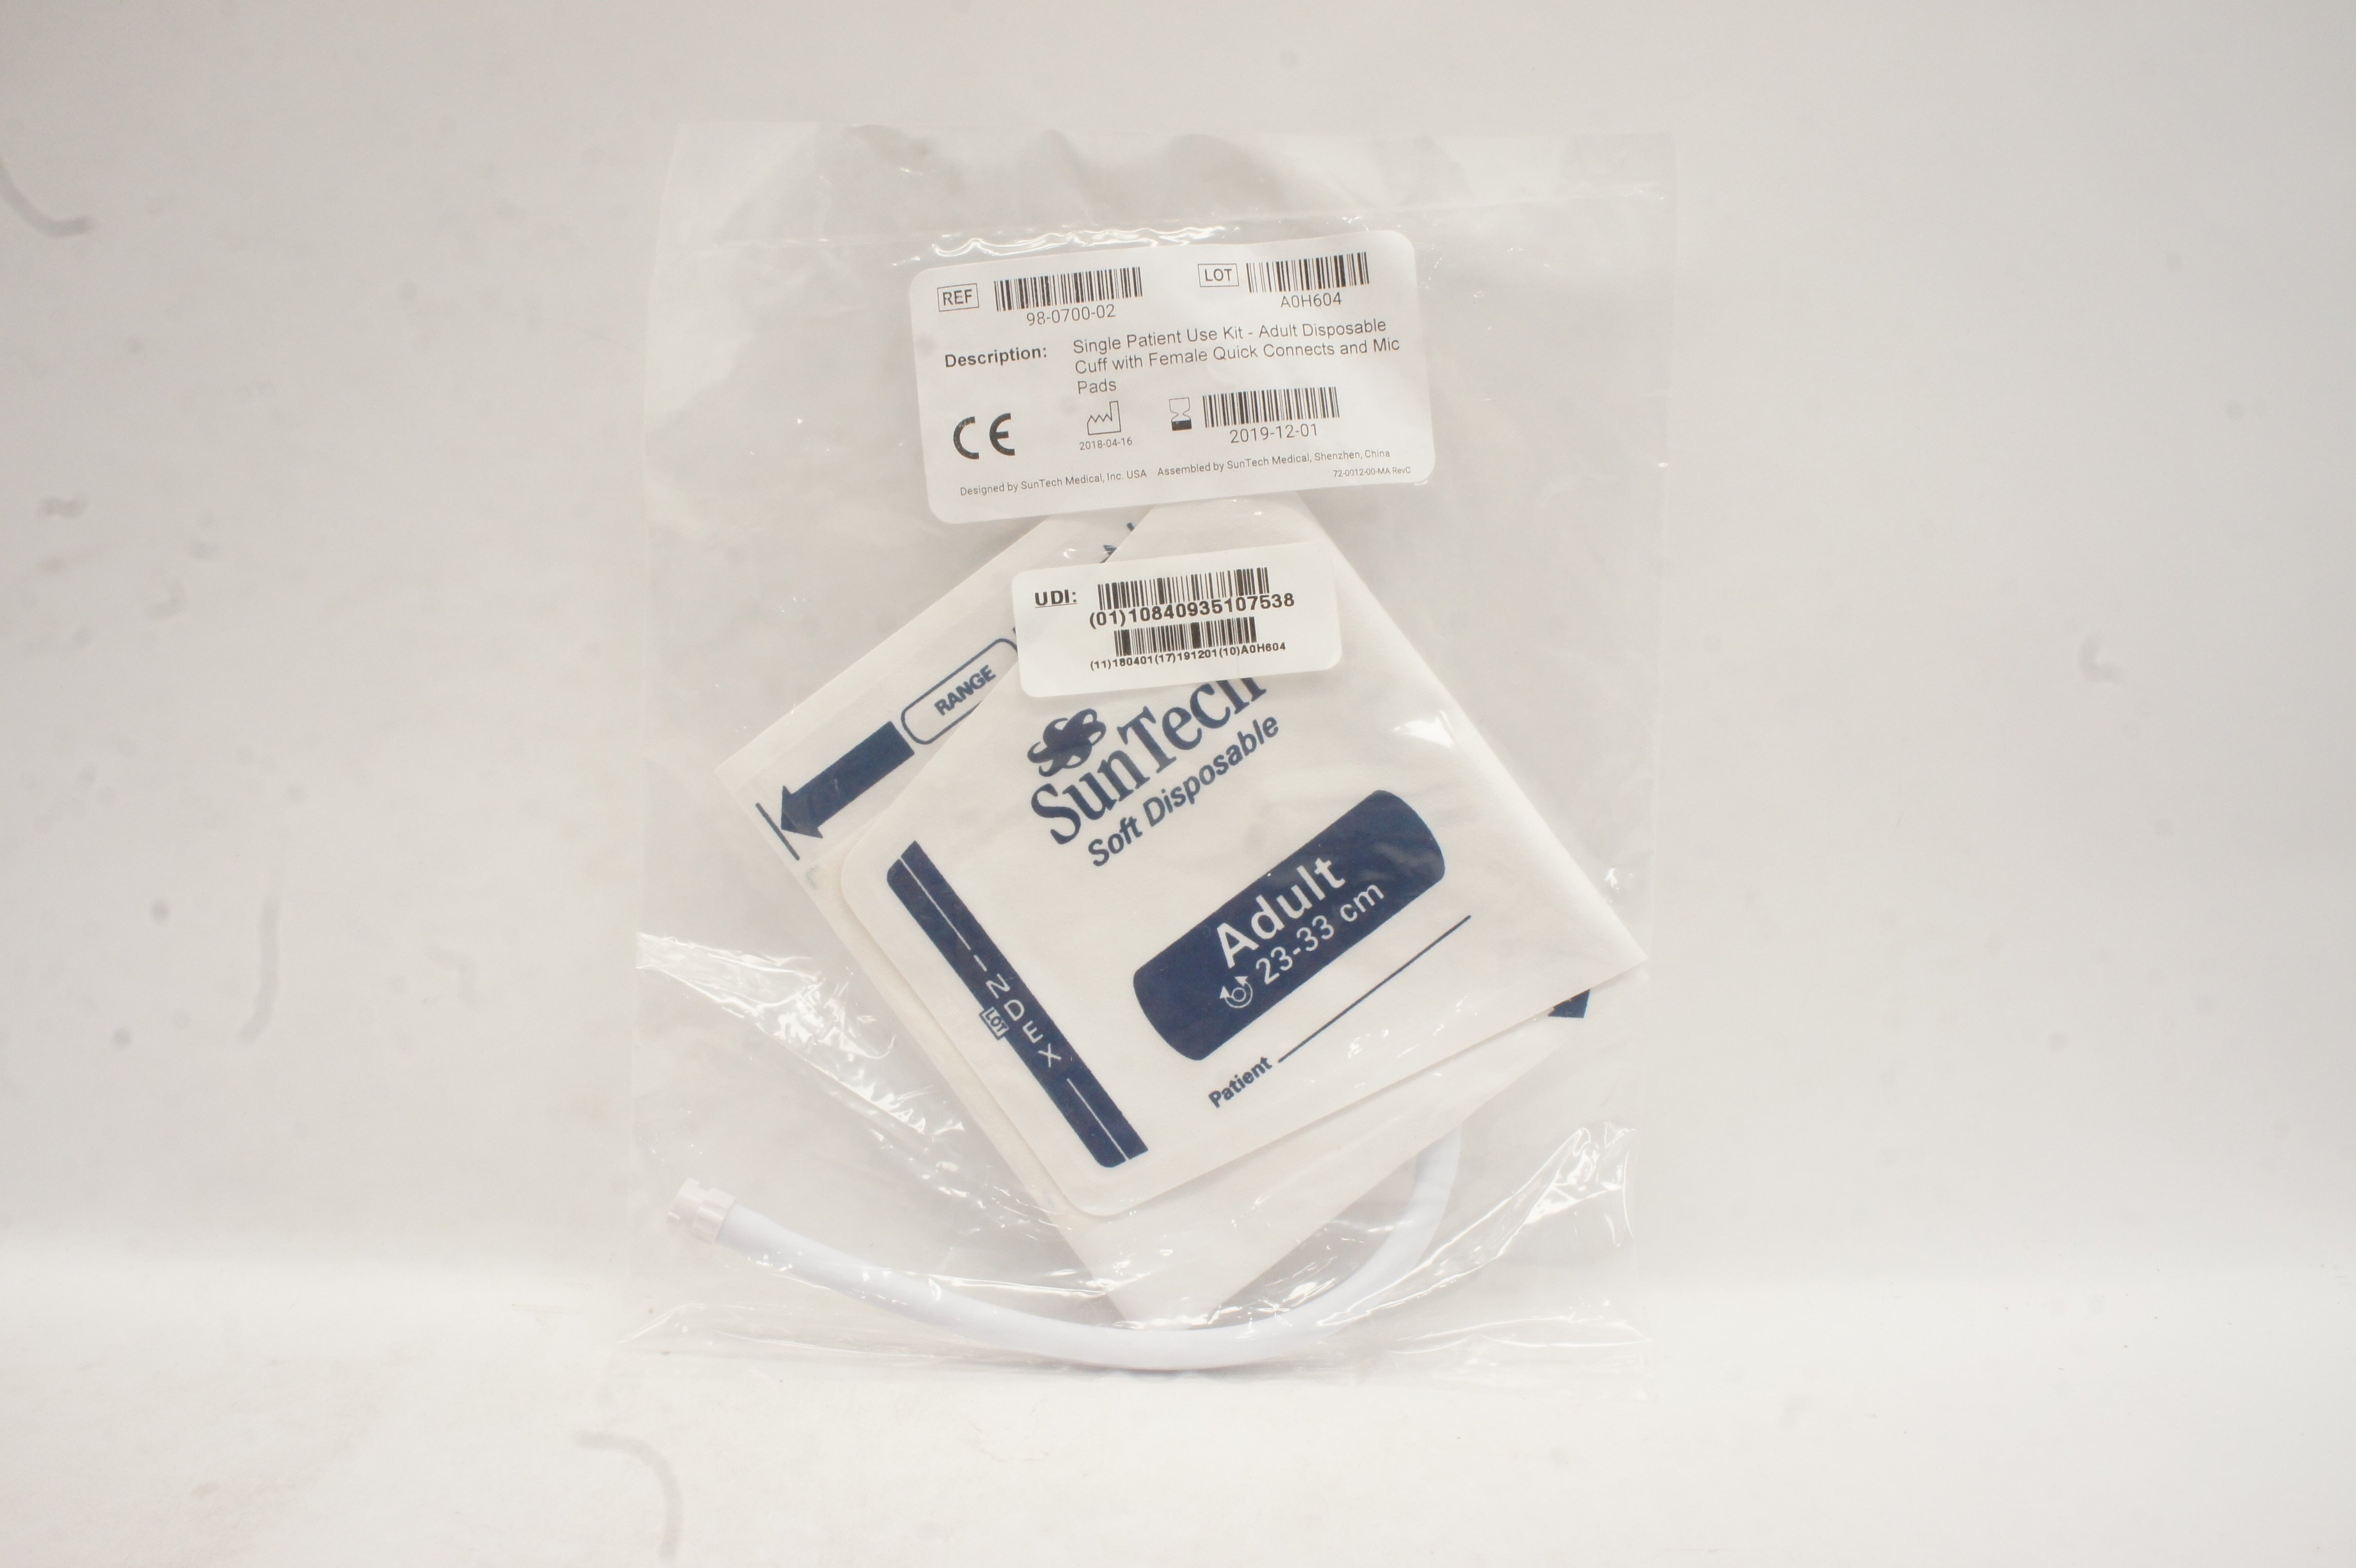 REF
98-0700-02
LOT
A0H604
Description:
Single Patient Use Kit - Adult Disposable
Cuff with Female Quick Connects and Mic
Pads
CE
2018-04-16
2019-12-01
Designed by SunTech Medical, Inc. USA Assembled by SunTech Medical, Shenzhen, China
72-0012-00-MA RevC
UDI:
(01)10840935107538
(11)180401(17)191201(10)A0H604
RANGE
SunTech
Soft Disposable
INDEX
LOT
Adult
23-33 cm
Patient